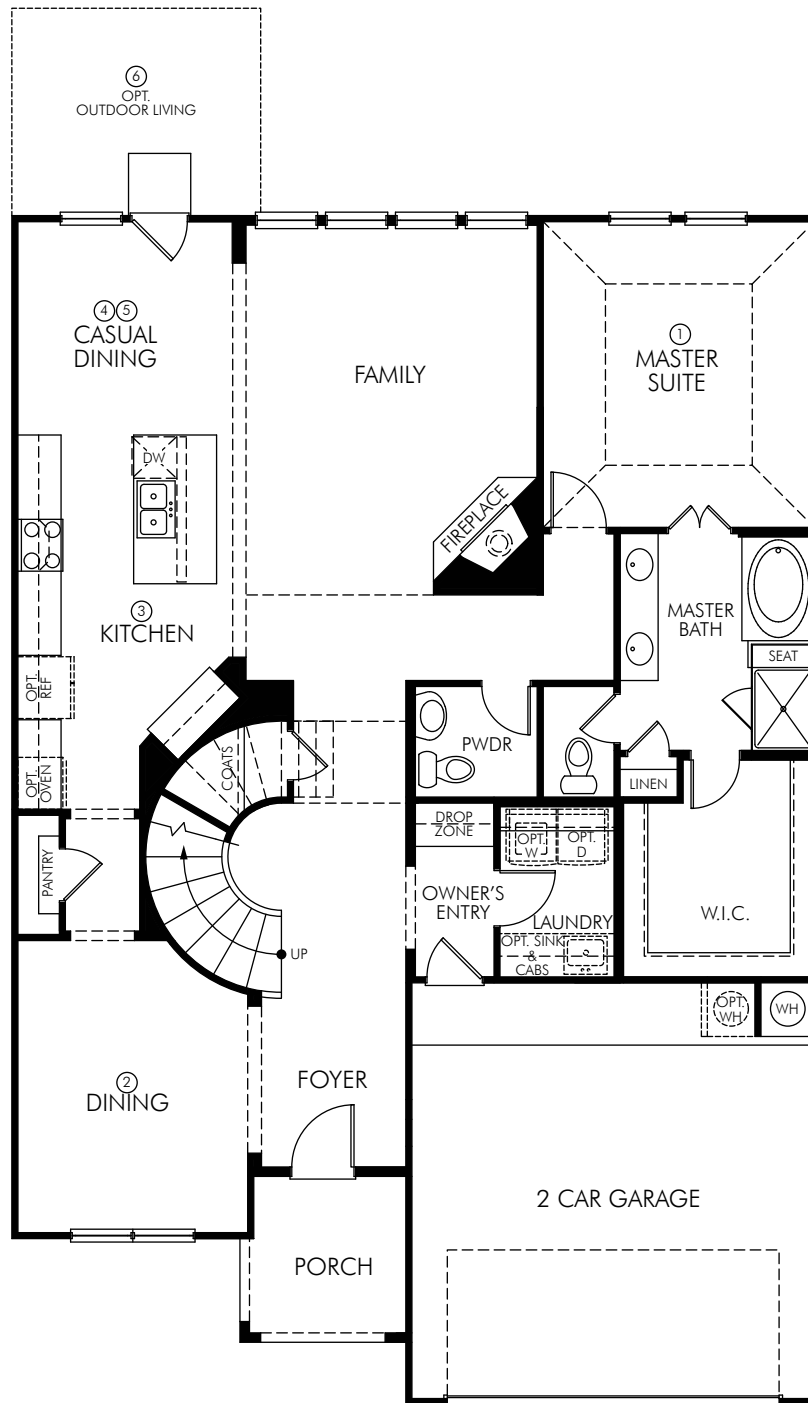 6
OPT.
OUTDOOR LIVING
4 5
CASUAL
DINING
FAMILY
1
MASTER
SUITE
DW
FIREPLACE
3
KITCHEN
MASTER
BATH
SEAT
OPT.
REF
PWDR
COATS
OPT.
OVEN
LINEN
DROP
ZONE
OPT.
W
OPT.
D
PANTRY
OWNER'S
ENTRY
LAUNDRY
W.I.C.
OPT. SINK
&
CABS
UP
OPT.
WH
WH
FOYER
2
DINING
2 CAR GARAGE
PORCH